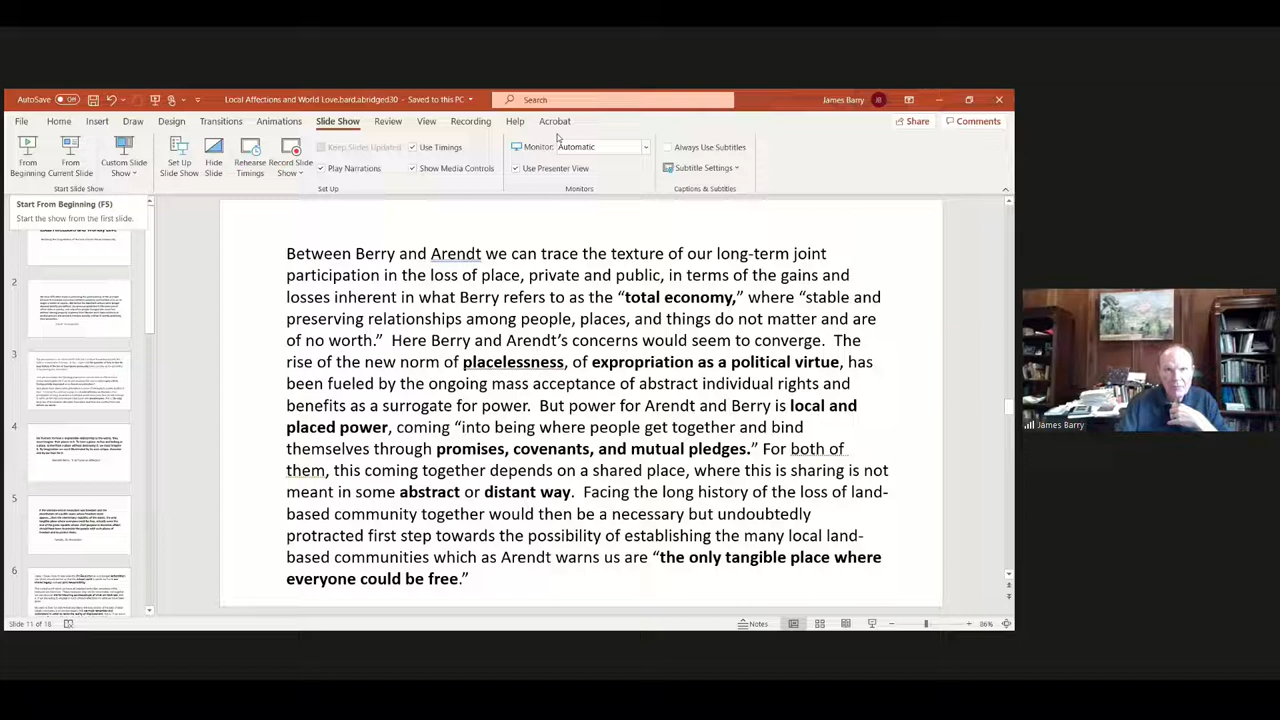 AutoSave Off Local Affections and World Love.bard.abridged30 - Saved to this PC Search James Barry JB
File Home Insert Draw Design Transitions Animations Slide Show Review View Recording Help Acrobat Share Comments
From Beginning
From Current Slide
Custom Slide Show
Set Up Slide Show
Hide Slide
Rehearse Timings
Record Slide Show
Keep Slides Updated Use Timings
Play Narrations Show Media Controls
Monitor: Automatic
Use Presenter View
Always Use Subtitles
Subtitle Settings
Start Slide Show Set Up Monitors Captions & Subtitles
Start From Beginning (F5)
Start the show from the first slide.
2
3
4
5
6
Between Berry and Arendt we can trace the texture of our long-term joint
participation in the loss of place, private and public, in terms of the gains and
losses inherent in what Berry refers to as the “total economy,” where “stable and
preserving relationships among people, places, and things do not matter and are
of no worth.” Here Berry and Arendt’s concerns would seem to converge. The
rise of the new norm of placelessness, of expropriation as a political virtue, has
been fueled by the ongoing mass acceptance of abstract individual rights and
benefits as a surrogate for power. But power for Arendt and Berry is local and
placed power, coming “into being where people get together and bind
themselves through promises, covenants, and mutual pledges.” For both of
them, this coming together depends on a shared place, where this is sharing is not
meant in some abstract or distant way. Facing the long history of the loss of land-
based community together will then be a necessary but undoubtedly
protracted first step towards the possibility of establishing the many local land-
based communities which as Arendt warns us are “the only tangible place where
everyone could be free.”
James Barry
Slide 11 of 18 Notes 86%